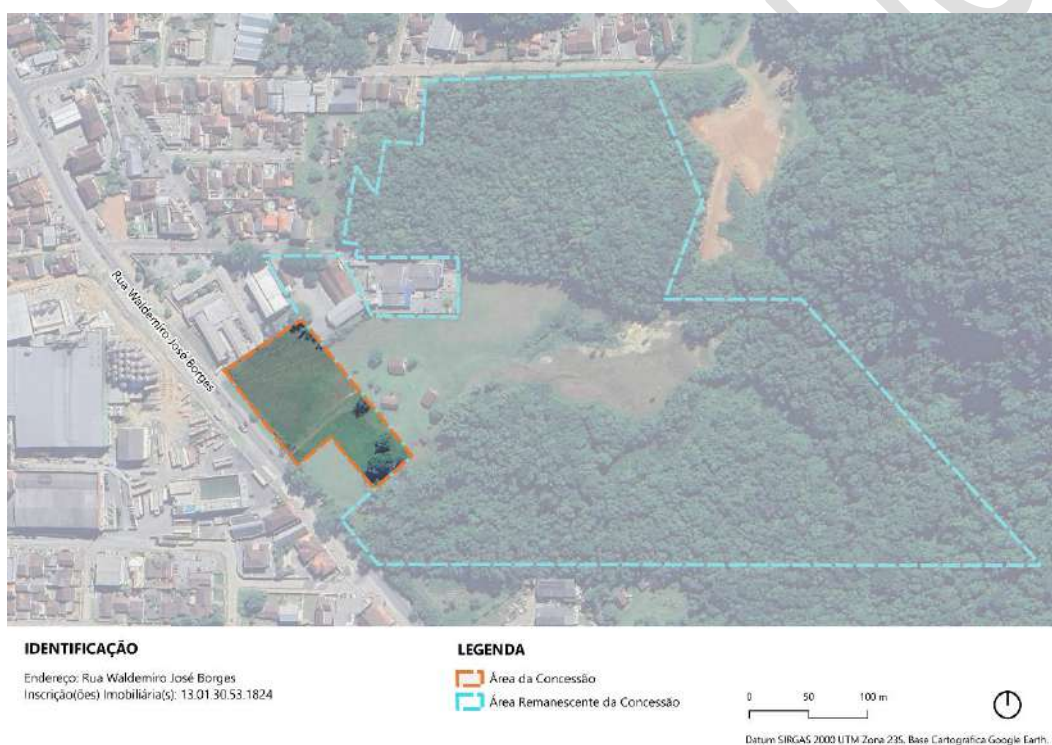 Rua Waldemiro José Borges
IDENTIFICAÇÃO
Endereço: Rua Waldemiro José Borges
Inscrição(ões) Imobiliária(s): 13.01.30.53.1824
LEGENDA
Área da Concessão
Área Remanescente da Concessão
0 50 100 m
Datum SIRGAS 2000 UTM Zona 23S. Base Cartográfica Google Earth.